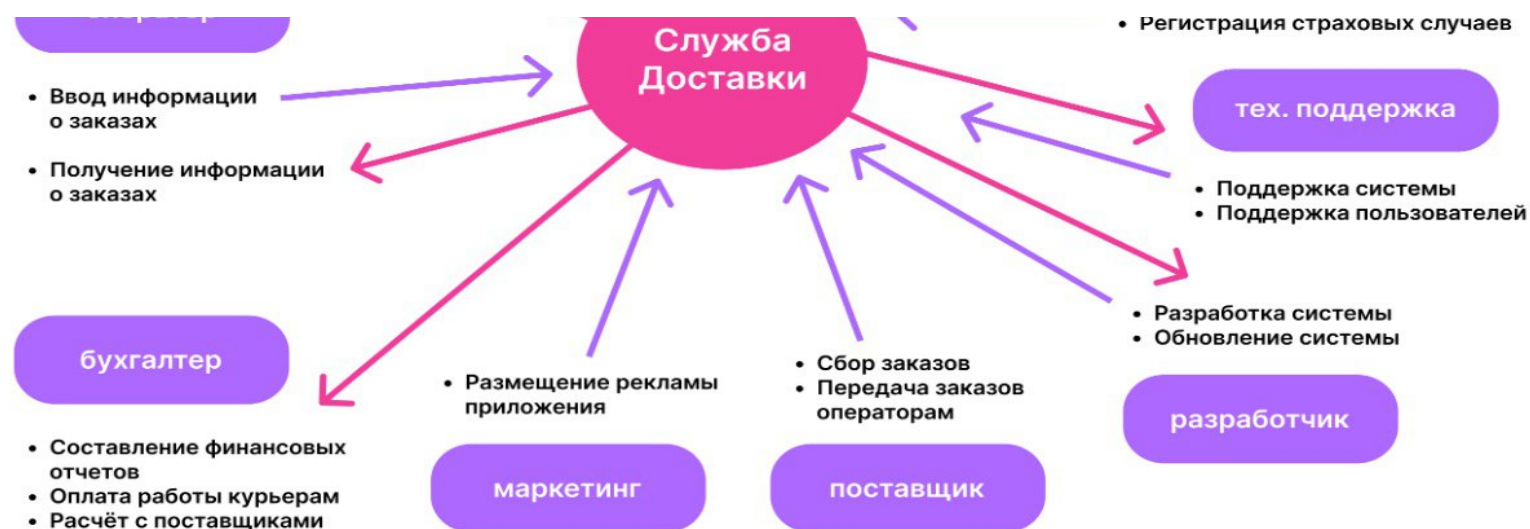 оператор
Служба
Доставки
• Регистрация страховых случаев
• Ввод информации
о заказах
тех. поддержка
• Получение информации
о заказах
• Поддержка системы
• Поддержка пользователей
• Разработка системы
• Обновление системы
бухгалтер
• Размещение рекламы
приложения
• Сбор заказов
• Передача заказов
операторам
разработчик
• Составление финансовых
отчетов
• Оплата работы курьерам
• Расчёт с поставщиками
маркетинг
поставщик